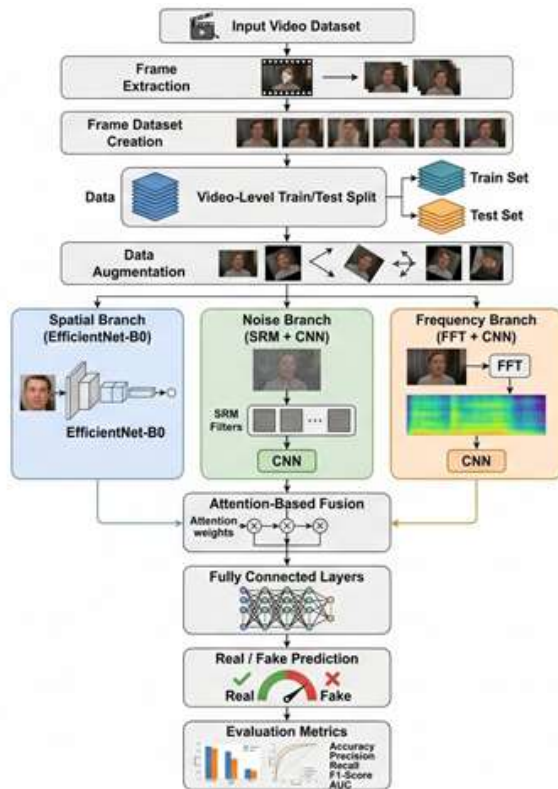 Input Video Dataset
Frame
Extraction
Frame Dataset
Creation
Data
Video-Level Train/Test Split
Train Set
Test Set
Data
Augmentation
Spatial Branch
(EfficientNet-B0)
EfficientNet-B0
Noise Branch
(SRM + CNN)
SRM
Filters
...
CNN
Frequency Branch
(FFT + CNN)
FFT
CNN
Attention-Based Fusion
Attention
weights
Fully Connected Layers
Real / Fake Prediction
Real
Fake
Evaluation Metrics
Accuracy
Precision
Recall
F1-Score
AUC